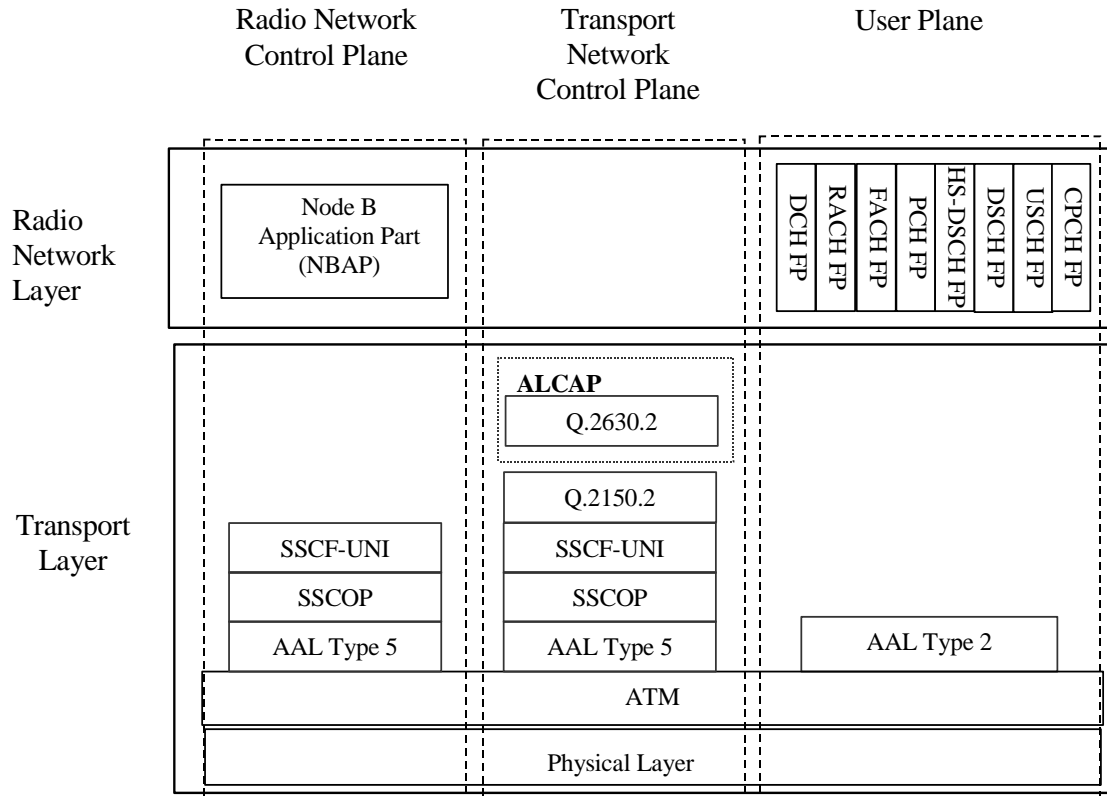 Radio Network
Control Plane
Transport
Network
Control Plane
User Plane
Radio
Network
Layer
Node B
Application Part
(NBAP)
DCH FP
RACH FP
FACH FP
PCH FP
HS-DSCH FP
DSCH FP
USCH FP
CPCH FP
Transport
Layer
ALCAP
Q.2630.2
Q.2150.2
SSCF-UNI
SSCF-UNI
SSCOP
SSCOP
AAL Type 5
AAL Type 5
AAL Type 2
ATM
Physical Layer